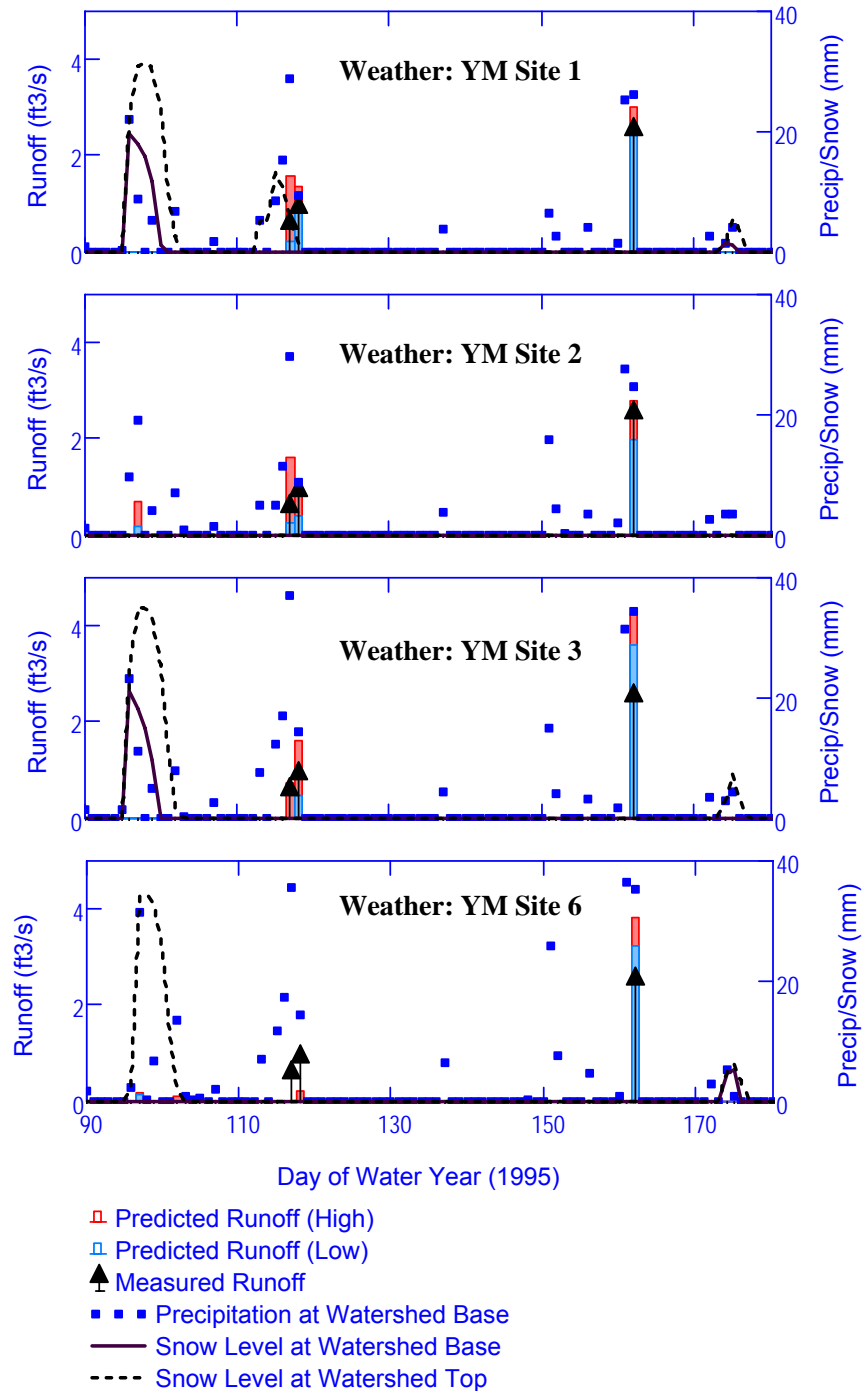 Weather: YM Site 1
Runoff (ft3/s)
4
2
0
40
20
0
Precip/Snow (mm)
Weather: YM Site 2
Runoff (ft3/s)
4
2
0
40
20
0
Precip/Snow (mm)
Weather: YM Site 3
Runoff (ft3/s)
4
2
0
40
20
0
Precip/Snow (mm)
Weather: YM Site 6
Runoff (ft3/s)
4
2
0
40
20
0
Precip/Snow (mm)
90 110 130 150 170
Day of Water Year (1995)
Predicted Runoff (High)
Predicted Runoff (Low)
Measured Runoff
Precipitation at Watershed Base
Snow Level at Watershed Base
Snow Level at Watershed Top